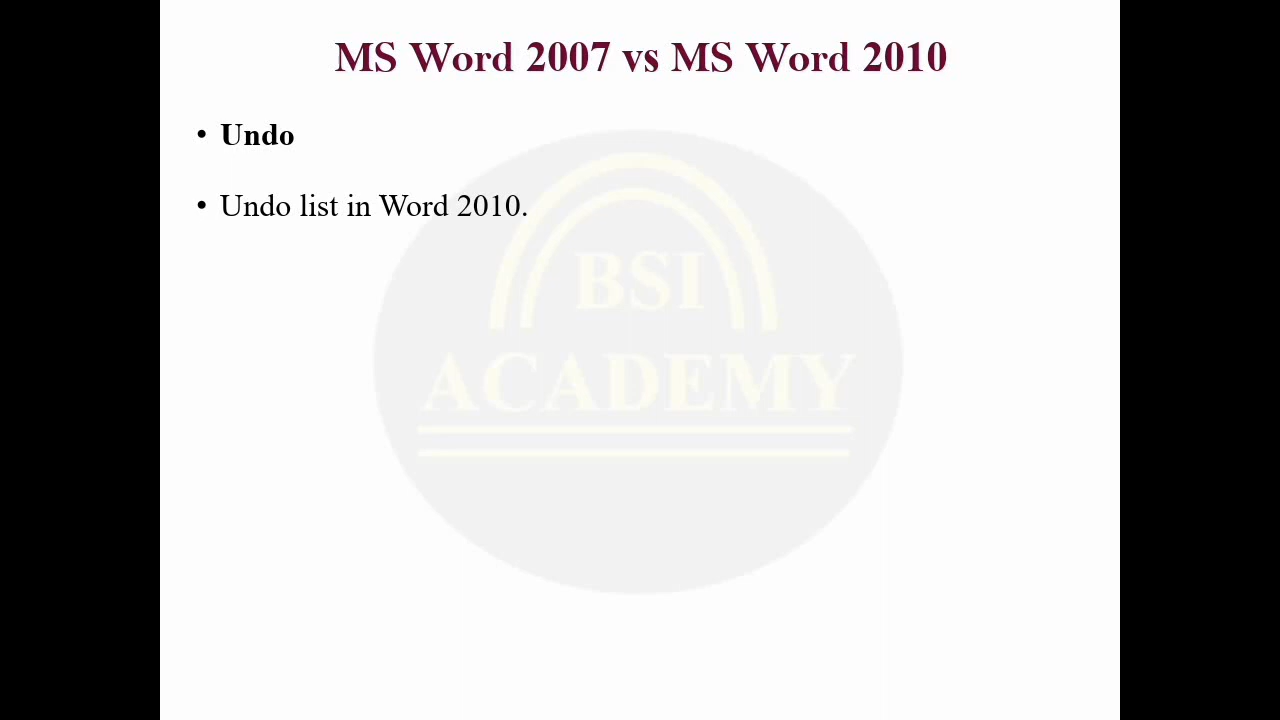 MS Word 2007 vs MS Word 2010
• Undo
• Undo list in Word 2010.
BSI
ACADEMY